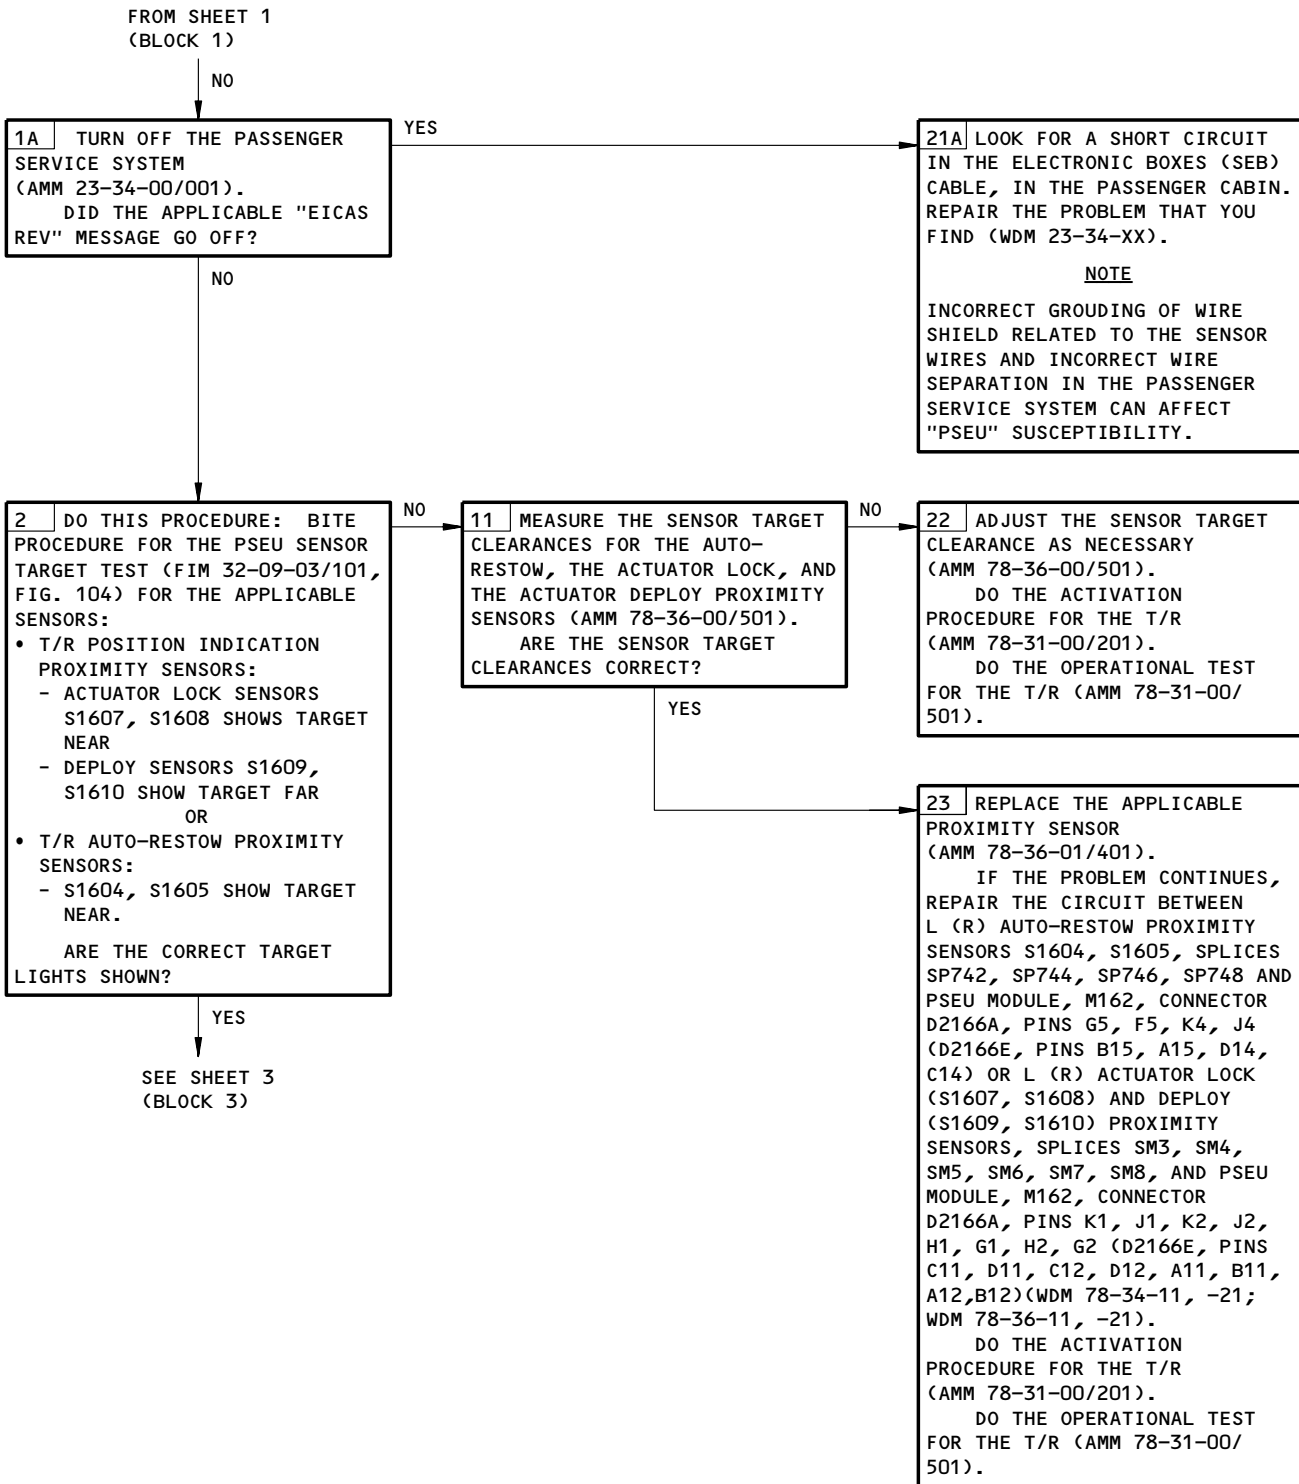 FROM SHEET 1
(BLOCK 1)
NO
1A TURN OFF THE PASSENGER
SERVICE SYSTEM
(AMM 23-34-00/001).
DID THE APPLICABLE "EICAS
REV" MESSAGE GO OFF?
YES
NO
21A LOOK FOR A SHORT CIRCUIT
IN THE ELECTRONIC BOXES (SEB)
CABLE, IN THE PASSENGER CABIN.
REPAIR THE PROBLEM THAT YOU
FIND (WDM 23-34-XX).
NOTE
INCORRECT GROUDING OF WIRE
SHIELD RELATED TO THE SENSOR
WIRES AND INCORRECT WIRE
SEPARATION IN THE PASSENGER
SERVICE SYSTEM CAN AFFECT
"PSEU" SUSCEPTIBILITY.
2 DO THIS PROCEDURE: BITE
PROCEDURE FOR THE PSEU SENSOR
TARGET TEST (FIM 32-09-03/101,
FIG. 104) FOR THE APPLICABLE
SENSORS:
• T/R POSITION INDICATION
PROXIMITY SENSORS:
- ACTUATOR LOCK SENSORS
S1607, S1608 SHOWS TARGET
NEAR
- DEPLOY SENSORS S1609,
S1610 SHOW TARGET FAR
OR
• T/R AUTO-RESTOW PROXIMITY
SENSORS:
- S1604, S1605 SHOW TARGET
NEAR.
ARE THE CORRECT TARGET
LIGHTS SHOWN?
NO
YES
SEE SHEET 3
(BLOCK 3)
11 MEASURE THE SENSOR TARGET
CLEARANCES FOR THE AUTO-
RESTOW, THE ACTUATOR LOCK, AND
THE ACTUATOR DEPLOY PROXIMITY
SENSORS (AMM 78-36-00/501).
ARE THE SENSOR TARGET
CLEARANCES CORRECT?
NO
YES
22 ADJUST THE SENSOR TARGET
CLEARANCE AS NECESSARY
(AMM 78-36-00/501).
DO THE ACTIVATION
PROCEDURE FOR THE T/R
(AMM 78-31-00/201).
DO THE OPERATIONAL TEST
FOR THE T/R (AMM 78-31-00/
501).
23 REPLACE THE APPLICABLE
PROXIMITY SENSOR
(AMM 78-36-01/401).
IF THE PROBLEM CONTINUES,
REPAIR THE CIRCUIT BETWEEN
L (R) AUTO-RESTOW PROXIMITY
SENSORS S1604, S1605, SPLICES
SP742, SP744, SP746, SP748 AND
PSEU MODULE, M162, CONNECTOR
D2166A, PINS G5, F5, K4, J4
(D2166E, PINS B15, A15, D14,
C14) OR L (R) ACTUATOR LOCK
(S1607, S1608) AND DEPLOY
(S1609, S1610) PROXIMITY
SENSORS, SPLICES SM3, SM4,
SM5, SM6, SM7, SM8, AND PSEU
MODULE, M162, CONNECTOR
D2166A, PINS K1, J1, K2, J2,
H1, G1, H2, G2 (D2166E, PINS
C11, D11, C12, D12, A11, B11,
A12,B12)(WDM 78-34-11, -21;
WDM 78-36-11, -21).
DO THE ACTIVATION
PROCEDURE FOR THE T/R
(AMM 78-31-00/201).
DO THE OPERATIONAL TEST
FOR THE T/R (AMM 78-31-00/
501).